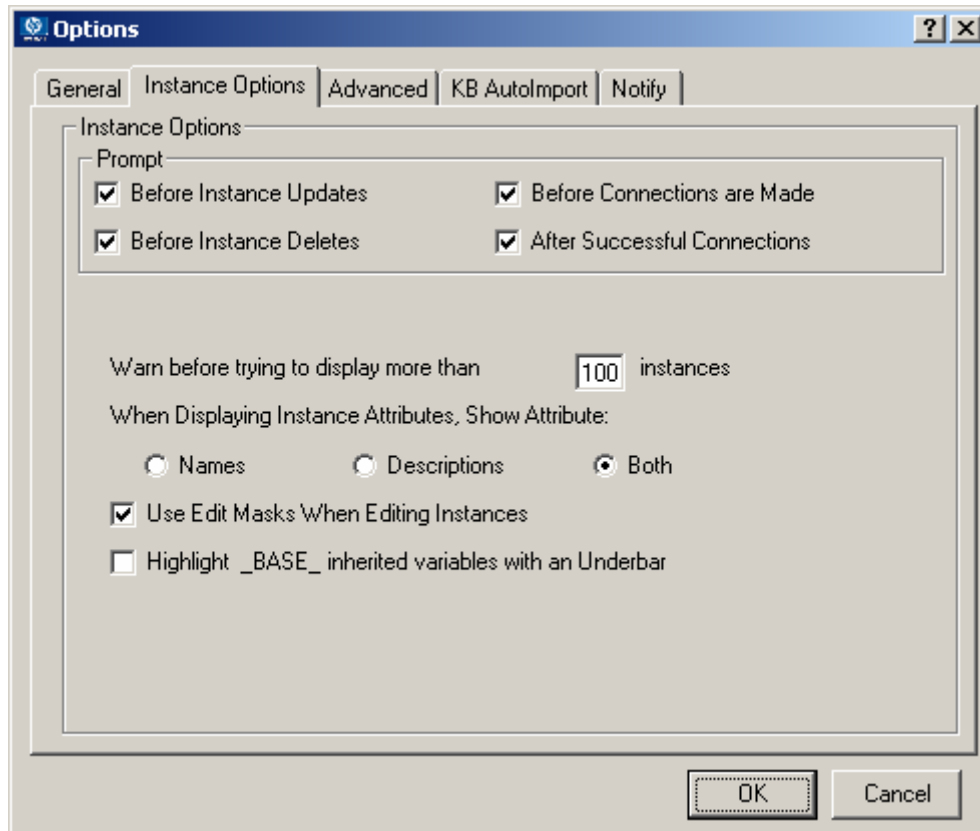 Options
General Instance Options Advanced KB AutoImport Notify
Instance Options
Prompt
Before Instance Updates Before Connections are Made
Before Instance Deletes After Successful Connections
Warn before trying to display more than 100 instances
When Displaying Instance Attributes, Show Attribute:
Names Descriptions Both
Use Edit Masks When Editing Instances
Highlight _BASE_ inherited variables with an Underbar
OK Cancel